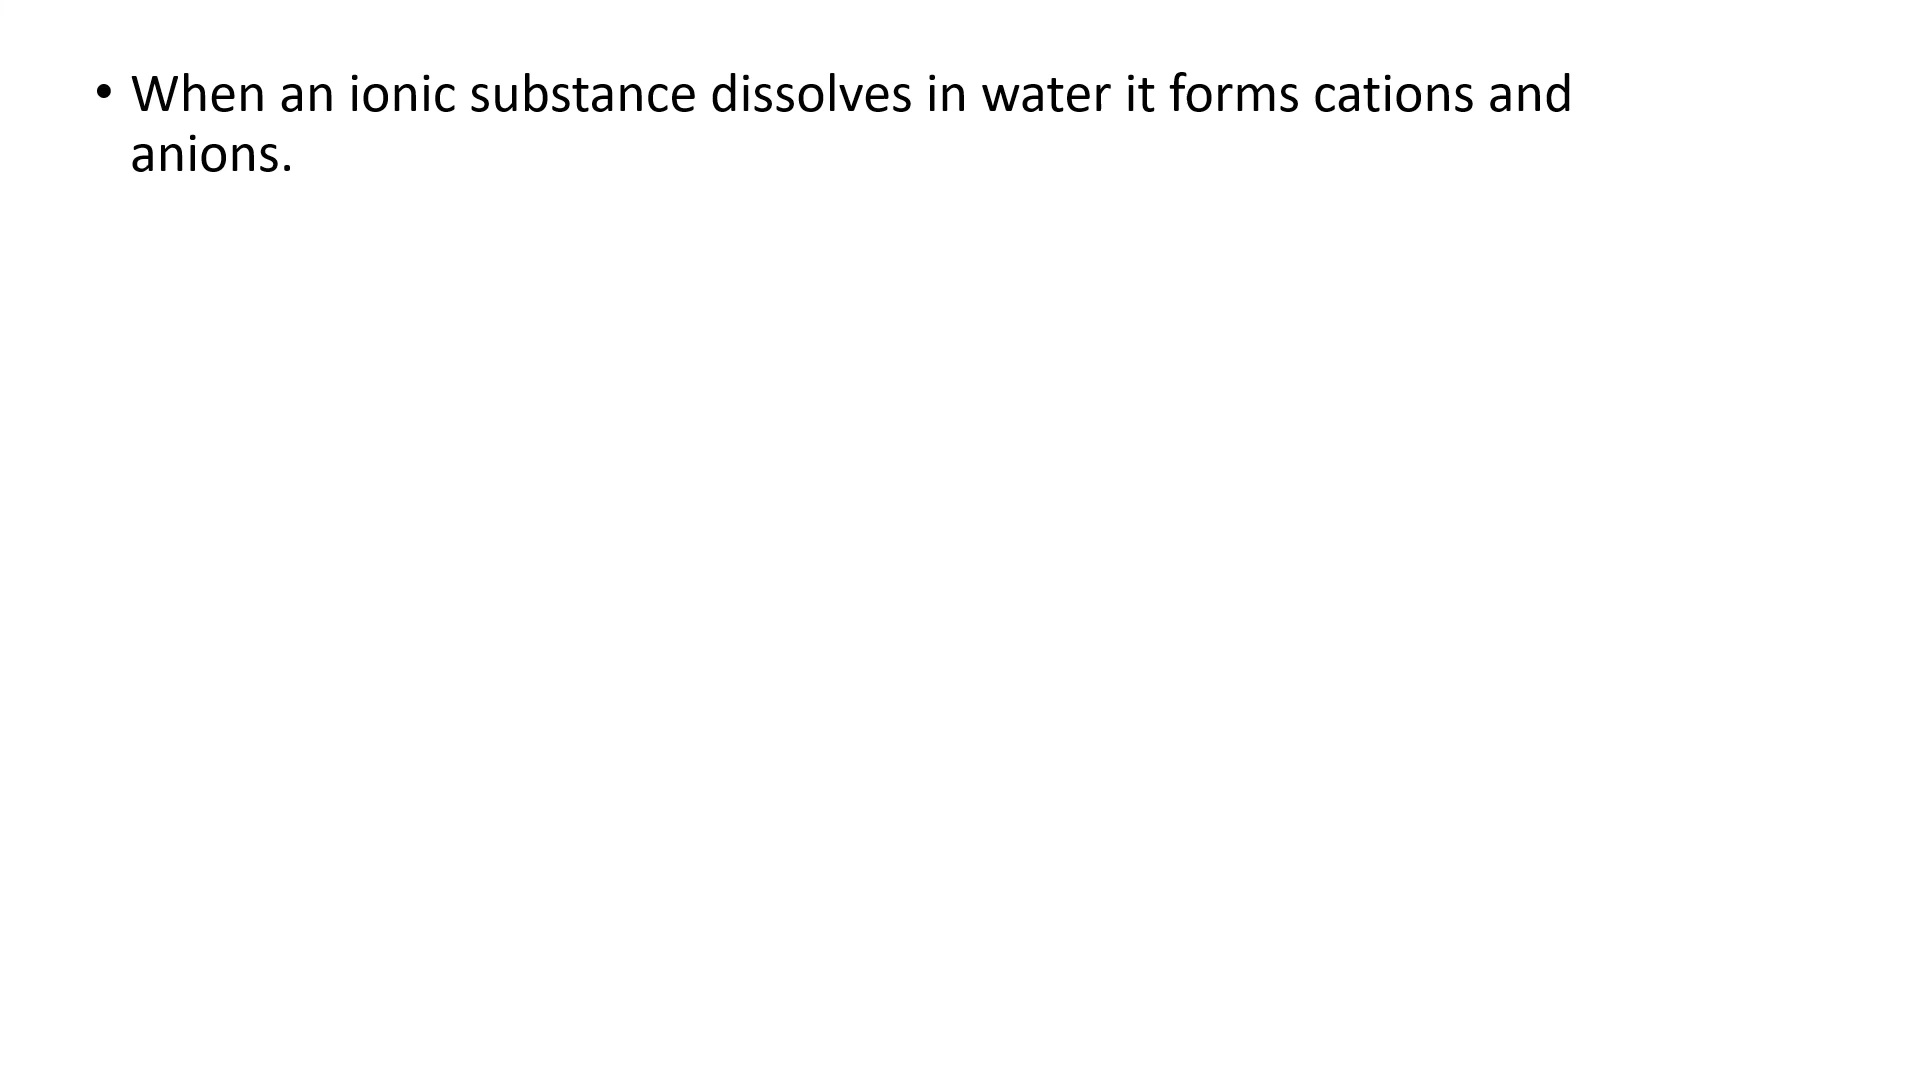 • When an ionic substance dissolves in water it forms cations and
anions.